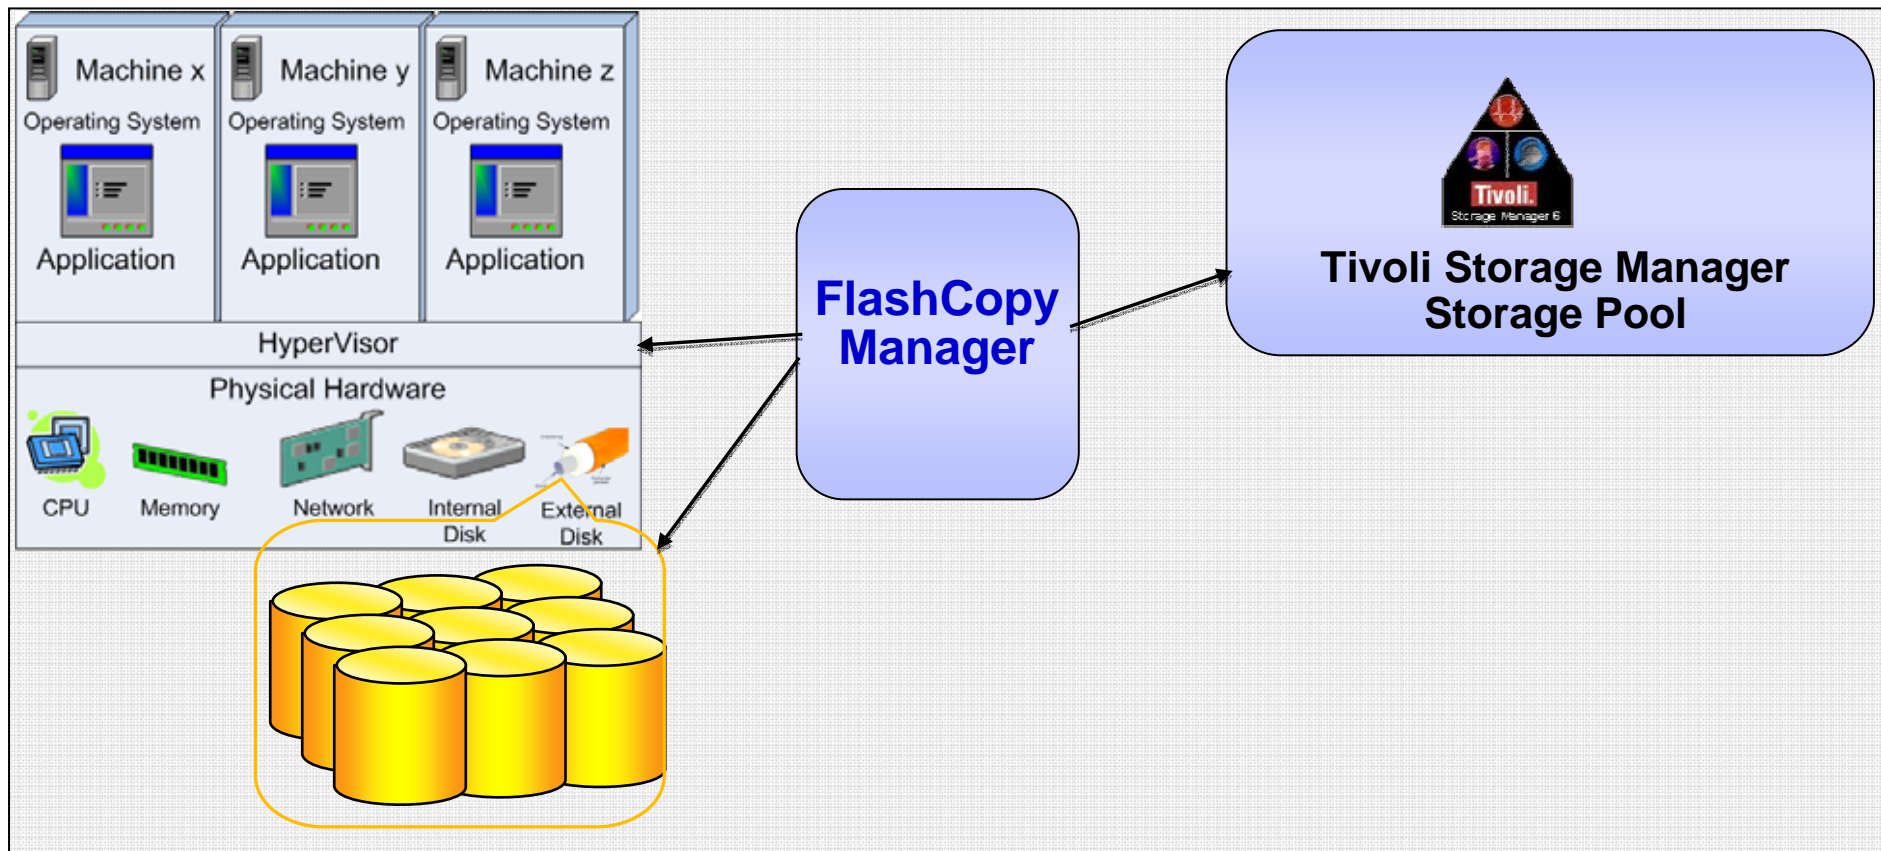 Machine x
Machine y
Machine z
Operating System
Operating System
Operating System
Application
Application
Application
HyperVisor
Physical Hardware
CPU
Memory
Network
Internal
Disk
External
Disk
FlashCopy
Manager
Tivoli.
Storage Manager 6
Tivoli Storage Manager
Storage Pool